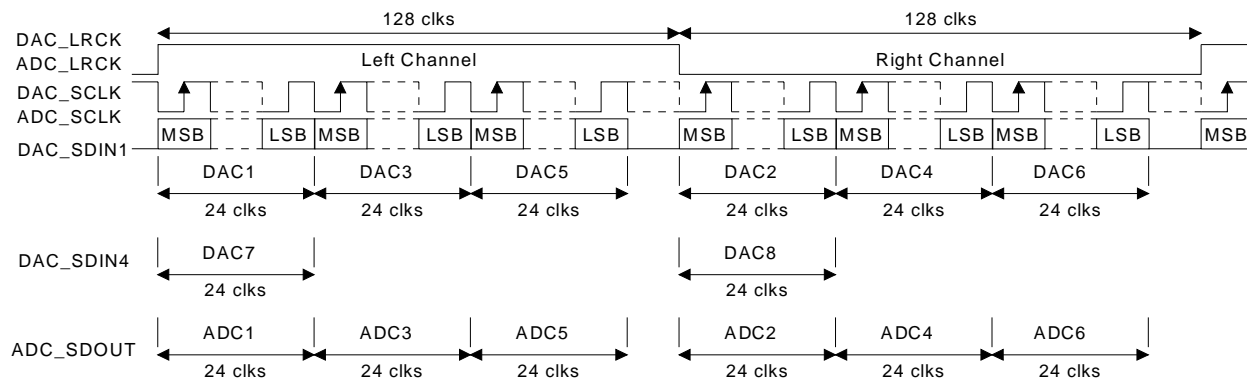 128 clks 128 clks
DAC_LRCK
ADC_LRCK Left Channel Right Channel
DAC_SCLK
ADC_SCLK
DAC_SDIN1 MSB LSB MSB LSB MSB LSB MSB LSB MSB LSB MSB LSB MSB
DAC1 DAC3 DAC5 DAC2 DAC4 DAC6
24 clks 24 clks 24 clks 24 clks 24 clks 24 clks
DAC_SDIN4 DAC7 DAC8
24 clks 24 clks
ADC_SDOUT ADC1 ADC3 ADC5 ADC2 ADC4 ADC6
24 clks 24 clks 24 clks 24 clks 24 clks 24 clks